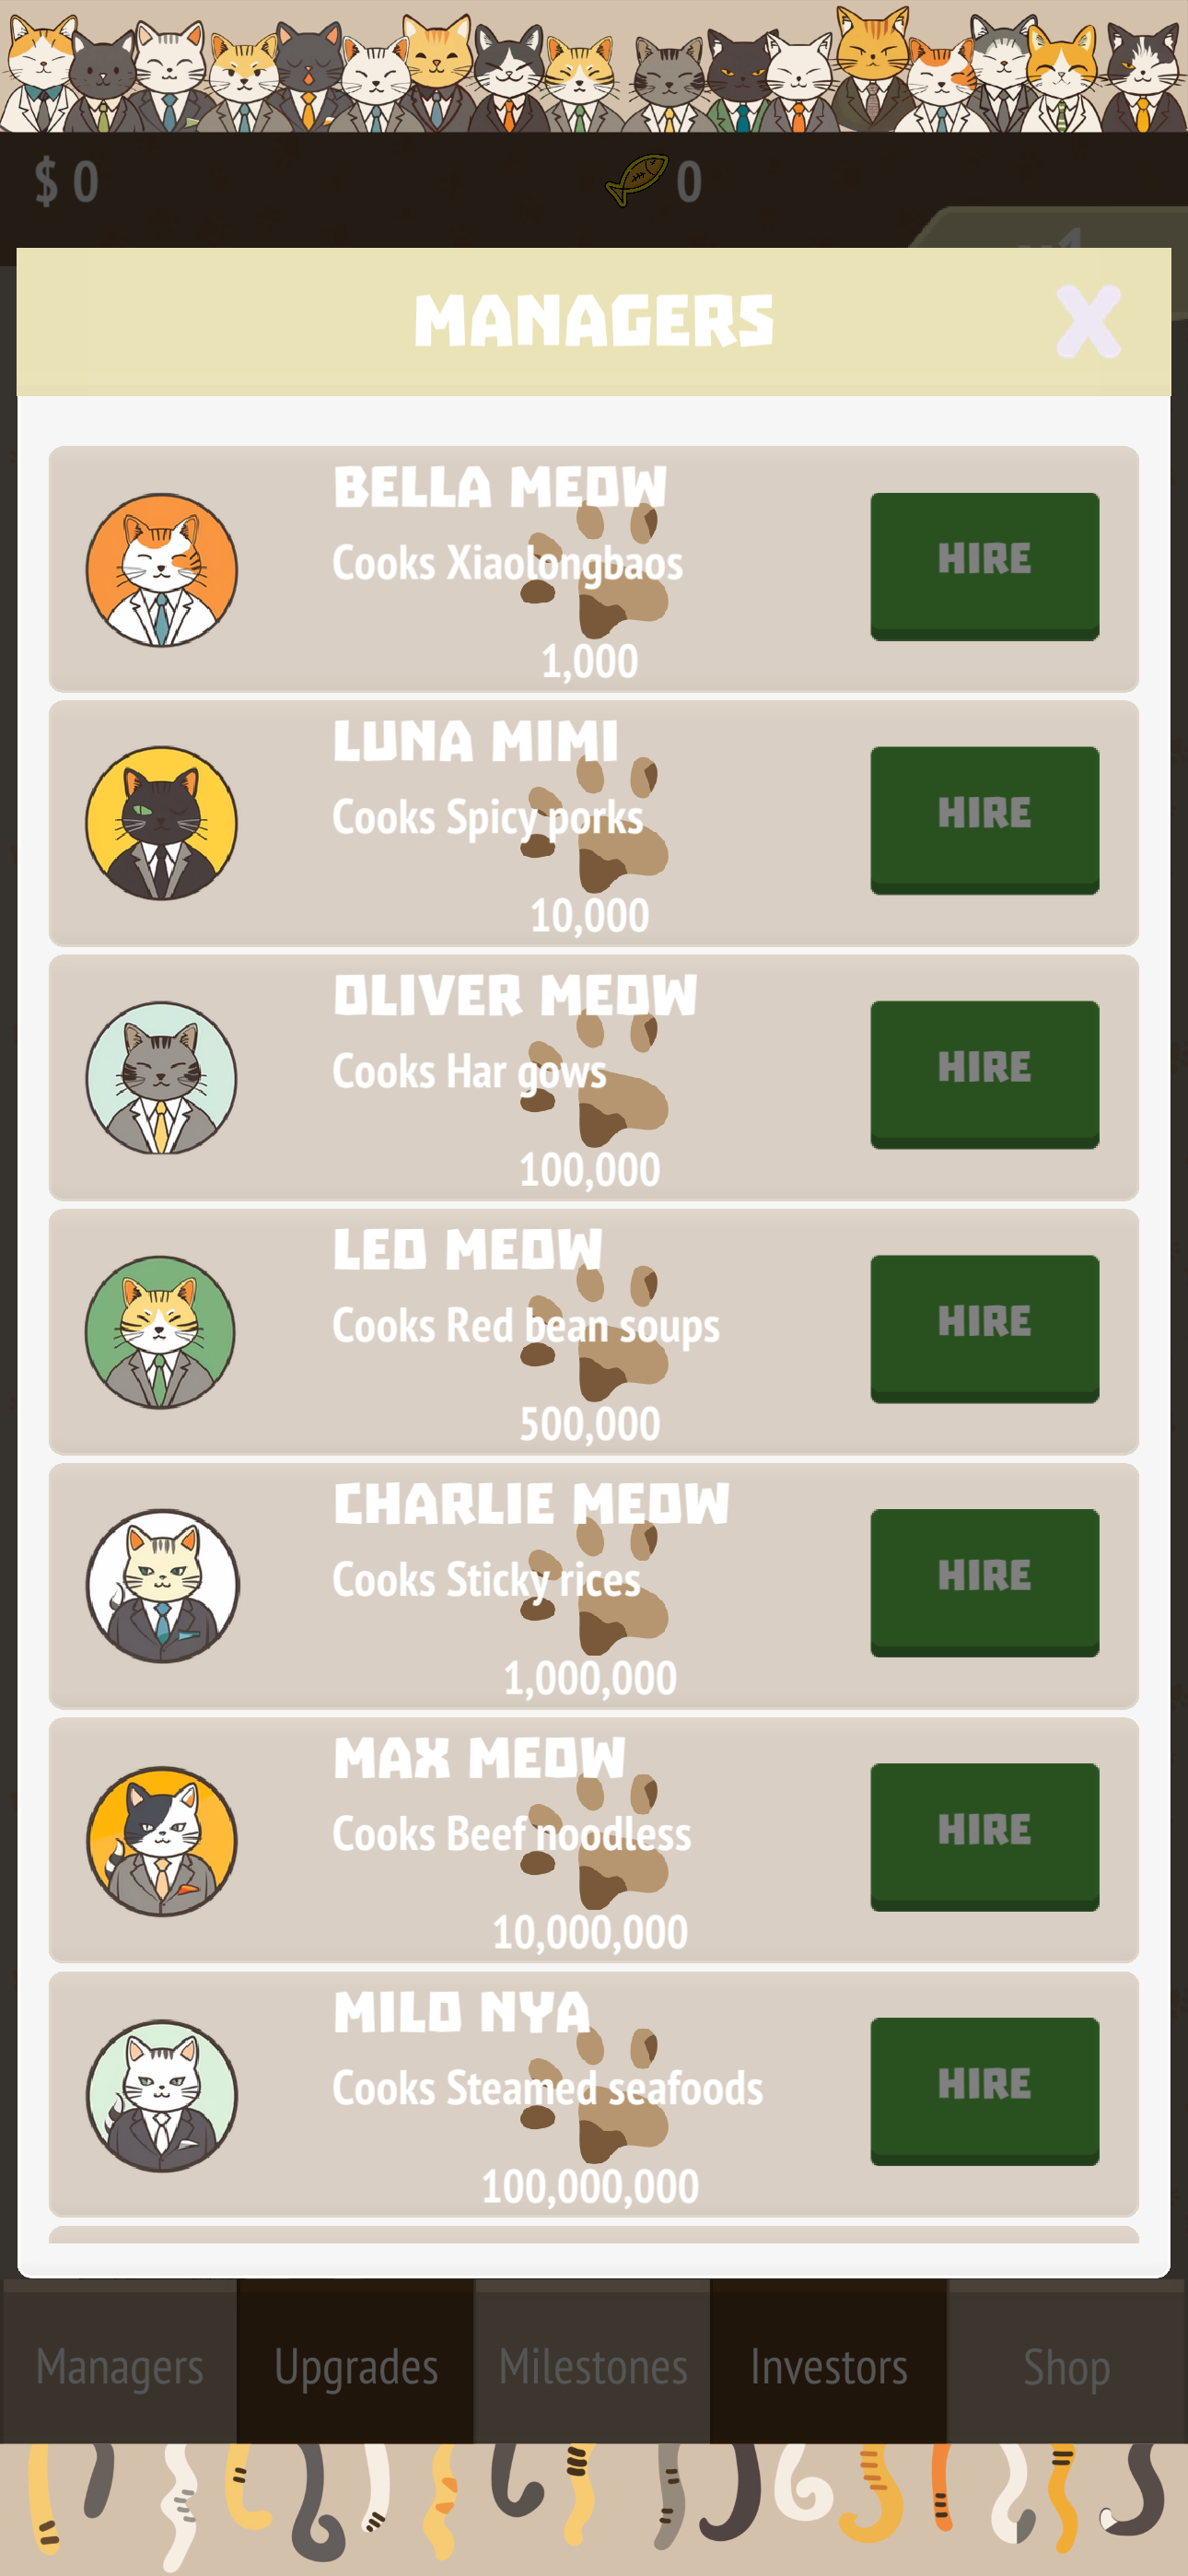 $ 0
0
MANAGERS
X
BELLA MEOW
Cooks Xiaolongbaos
1,000
HIRE
LUNA MIMI
Cooks Spicy porks
10,000
HIRE
OLIVER MEOW
Cooks Har gows
100,000
HIRE
LEO MEOW
Cooks Red bean soups
500,000
HIRE
CHARLIE MEOW
Cooks Sticky rices
1,000,000
HIRE
MAX MEOW
Cooks Beef noodless
10,000,000
HIRE
MILO NYA
Cooks Steamed seafoods
100,000,000
HIRE
Managers
Upgrades
Milestones
Investors
Shop